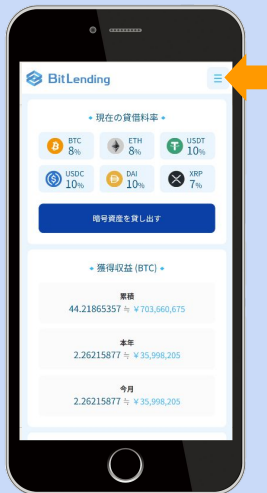 BitLending
• 現在の貸借料率 •
BTC
8%
ETH
8%
USDT
10%
USDC
10%
DAI
10%
XRP
7%
暗号資産を貸し出す
• 獲得収益 (BTC) •
累積
44.21865357 ≒ ¥703,660,675
本年
2.26215877 ≒ ¥35,998,205
今月
2.26215877 ≒ ¥35,998,205